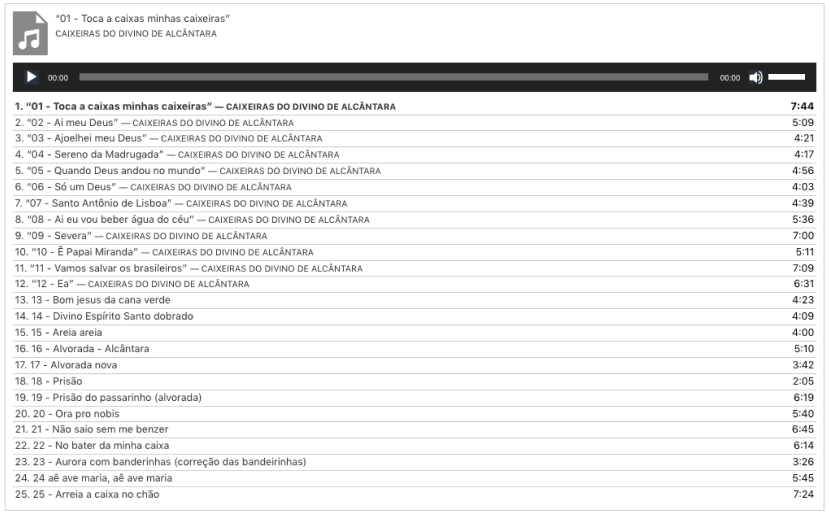 “01 - Toca a caixas minhas caixeiras”
CAIXEIRAS DO DIVINO DE ALCÂNTARA
00:00 00:00
1. “01 - Toca a caixas minhas caixeiras” — CAIXEIRAS DO DIVINO DE ALCÂNTARA 7:44
2. “02 - Ai meu Deus” — CAIXEIRAS DO DIVINO DE ALCÂNTARA 5:09
3. “03 - Ajoelhei meu Deus” — CAIXEIRAS DO DIVINO DE ALCÂNTARA 4:21
4. “04 - Sereno da Madrugada” — CAIXEIRAS DO DIVINO DE ALCÂNTARA 4:17
5. “05 - Quando Deus andou no mundo” — CAIXEIRAS DO DIVINO DE ALCÂNTARA 4:56
6. “06 - Só um Deus” — CAIXEIRAS DO DIVINO DE ALCÂNTARA 4:03
7. “07 - Santo Antônio de Lisboa” — CAIXEIRAS DO DIVINO DE ALCÂNTARA 4:39
8. “08 - Ai eu vou beber água do céu” — CAIXEIRAS DO DIVINO DE ALCÂNTARA 5:36
9. “09 - Severa” — CAIXEIRAS DO DIVINO DE ALCÂNTARA 7:00
10. “10 - Ê Papai Miranda” — CAIXEIRAS DO DIVINO DE ALCÂNTARA 5:11
11. “11 - Vamos salvar os brasileiros” — CAIXEIRAS DO DIVINO DE ALCÂNTARA 7:09
12. “12 - Ea” — CAIXEIRAS DO DIVINO DE ALCÂNTARA 6:31
13. 13 - Bom jesus da cana verde 4:23
14. 14 - Divino Espírito Santo dobrado 4:09
15. 15 - Areia areia 4:00
16. 16 - Alvorada - Alcântara 5:10
17. 17 - Alvorada nova 3:42
18. 18 - Prisão 2:05
19. 19 - Prisão do passarinho (alvorada) 6:19
20. 20 - Ora pro nobis 5:40
21. 21 - Não saio sem me benzer 6:45
22. 22 - No bater da minha caixa 6:14
23. 23 - Aurora com banderinhas (correção das bandeirinhas) 3:26
24. 24 aê ave maria, aê ave maria 5:45
25. 25 - Arreia a caixa no chão 7:24